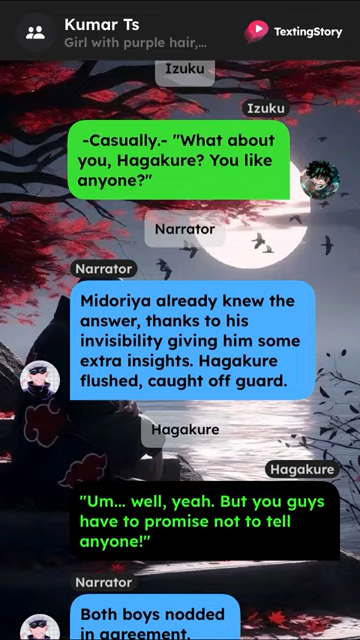 Kumar Ts
Girl with purple hair,...
TextingStory
Izuku
Izuku
-Casually.- "What about
you, Hagakure? You like
anyone?"
Narrator
Narrator
Midoriya already knew the
answer, thanks to his
invisibility giving him some
extra insights. Hagakure
flushed, caught off guard.
Hagakure
Hagakure
"Um... well, yeah. But you guys
have to promise not to tell
anyone!"
Narrator
Both boys nodded
in agreement.